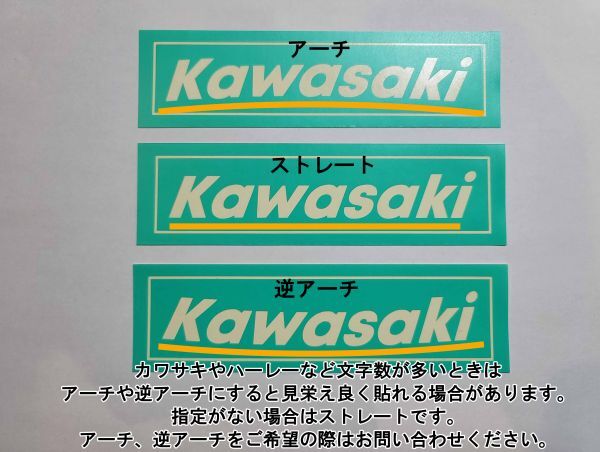 アーチ
Kawasaki
ストレート
Kawasaki
逆アーチ
Kawasaki
カワサキやハーレーなど文字数が多いときは
アーチや逆アーチにすると見栄え良く貼れる場合があります。
指定がない場合はストレートです。
アーチ、逆アーチをご希望の際はお問い合わせください。